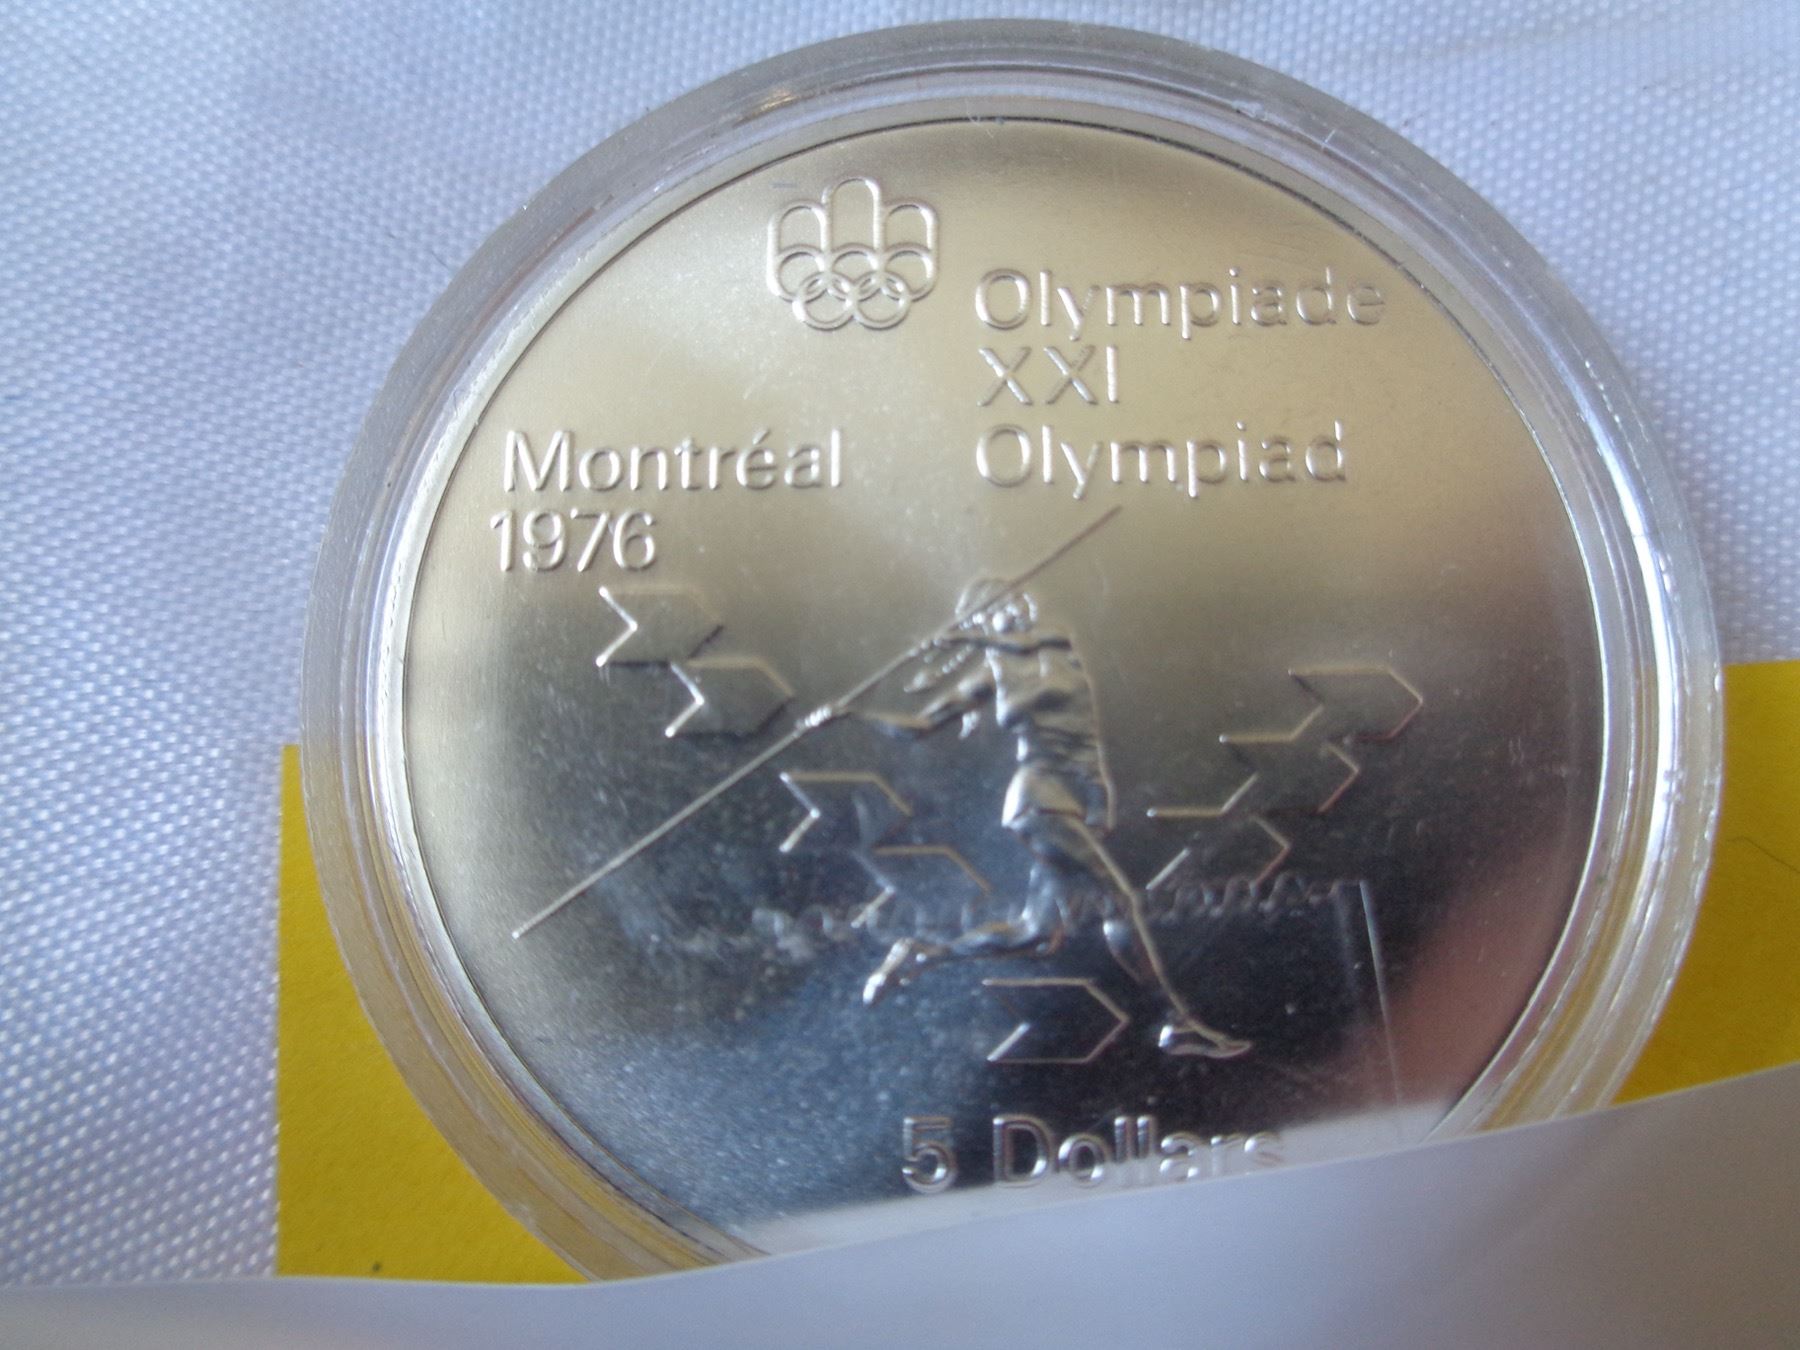 Olympiade
XXI
Olympiad
Montréal
1976
5 Dollars